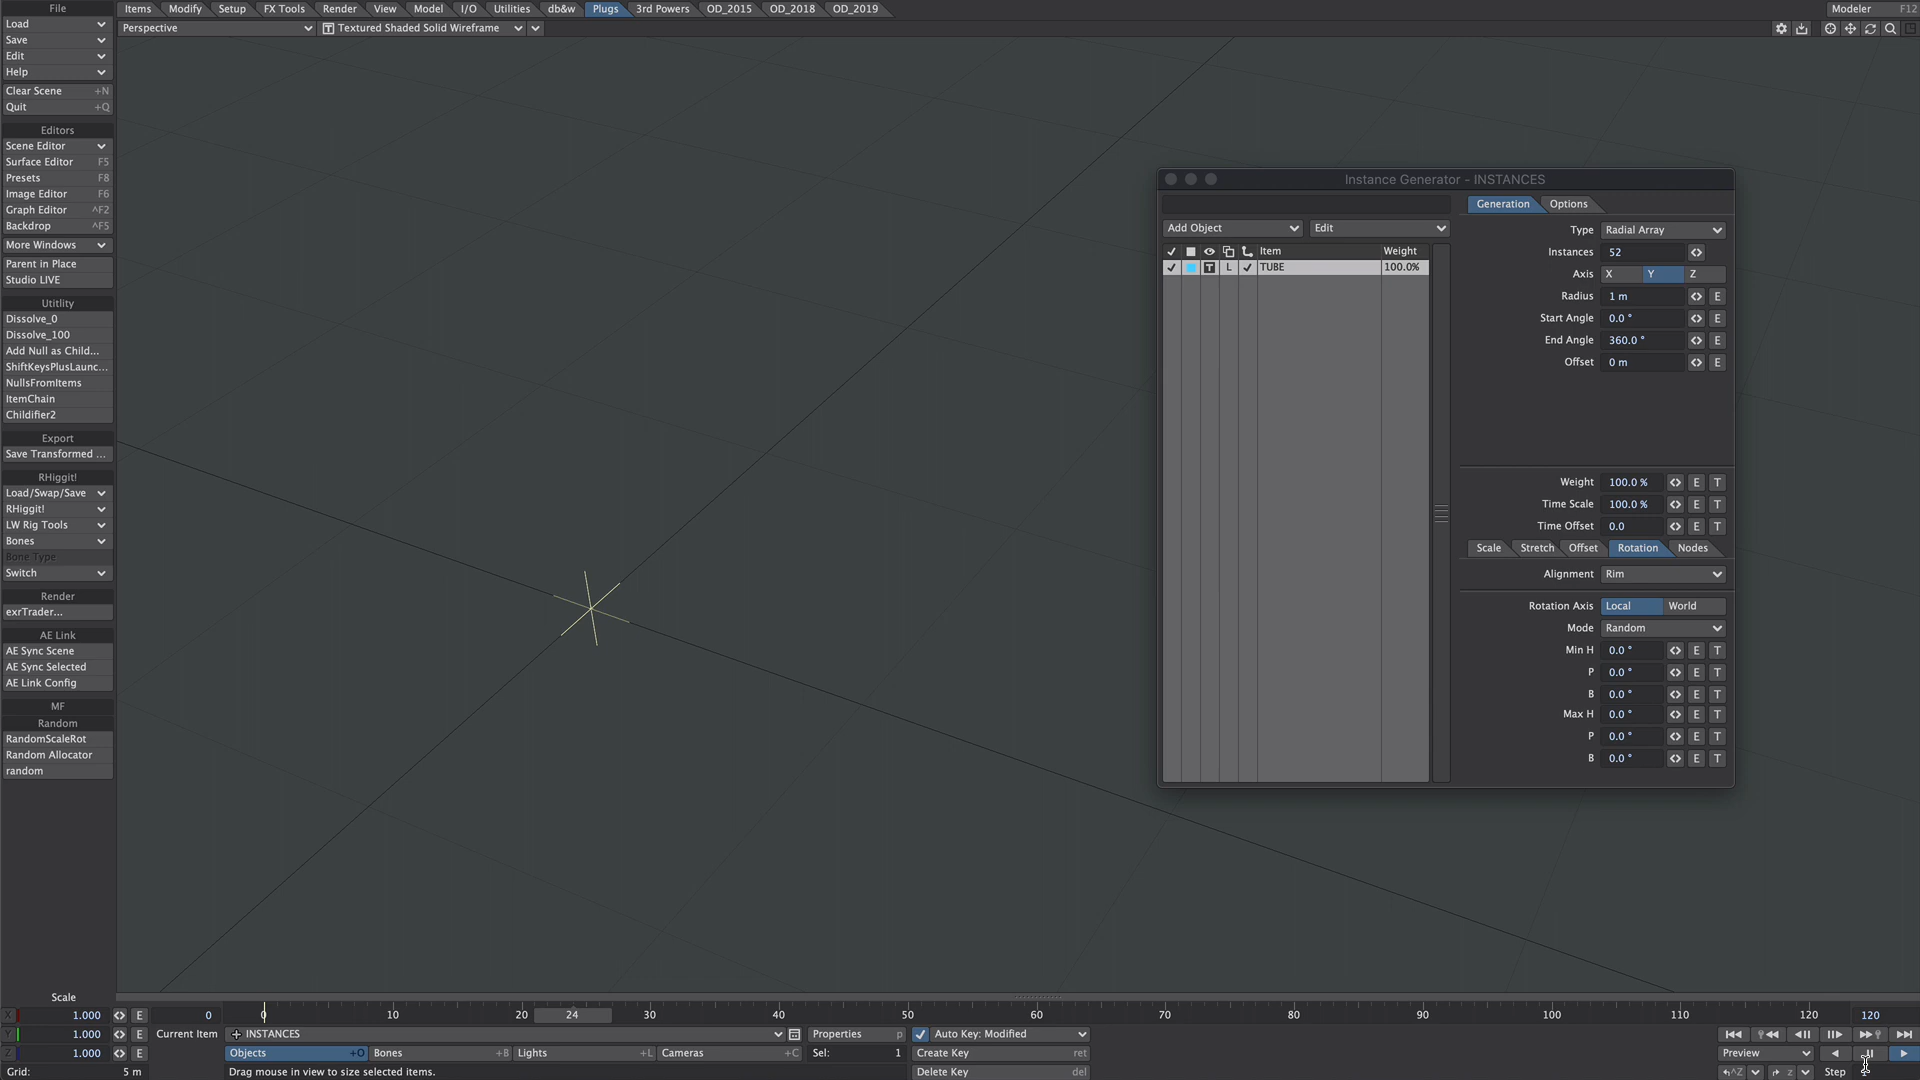 File
Load
Save
Edit
Help
Clear Scene +N
Quit +Q
Editors
Scene Editor
Surface Editor F5
Presets F8
Image Editor F6
Graph Editor ^F2
Backdrop ^F5
More Windows
Parent in Place
Studio LIVE
Utitlity
Dissolve_0
Dissolve_100
Add Null as Child...
ShiftKeysPlusLaunc...
NullsFromItems
ItemChain
Childifier2
Export
Save Transformed ...
RHiggit!
Load/Swap/Save
RHiggit!
LW Rig Tools
Bones
Bone Type
Switch
Render
exrTrader...
AE Link
AE Sync Scene
AE Sync Selected
AE Link Config
MF
Random
RandomScaleRot
Random Allocator
random
Items Modify Setup FX Tools Render View Model I/O Utilities db&w Plugs 3rd Powers OD_2015 OD_2018 OD_2019
Modeler F12
Perspective T Textured Shaded Solid Wireframe
Instance Generator - INSTANCES
Add Object Edit
Item Weight
T L TUBE 100.0%
Generation Options
Type Radial Array
Instances 52
Axis X Y Z
Radius 1 m E
Start Angle 0.0 ° E
End Angle 360.0 ° E
Offset 0 m E
Weight 100.0 % E T
Time Scale 100.0 % E T
Time Offset 0.0 E T
Scale Stretch Offset Rotation Nodes
Alignment Rim
Rotation Axis Local World
Mode Random
Min H 0.0 ° E T
P 0.0 ° E T
B 0.0 ° E T
Max H 0.0 ° E T
P 0.0 ° E T
B 0.0 ° E T
Scale
X 1.000 E
Y 1.000 E
Z 1.000 E
Grid: 5 m
0 0 10 20 24 30 40 50 60 70 80 90 100 110 120 120
Current Item INSTANCES Properties p Auto Key: Modified
Objects +O Bones +B Lights +L Cameras +C Sel: 1 Create Key ret
Drag mouse in view to size selected items. Delete Key del
Preview
^Z z Step